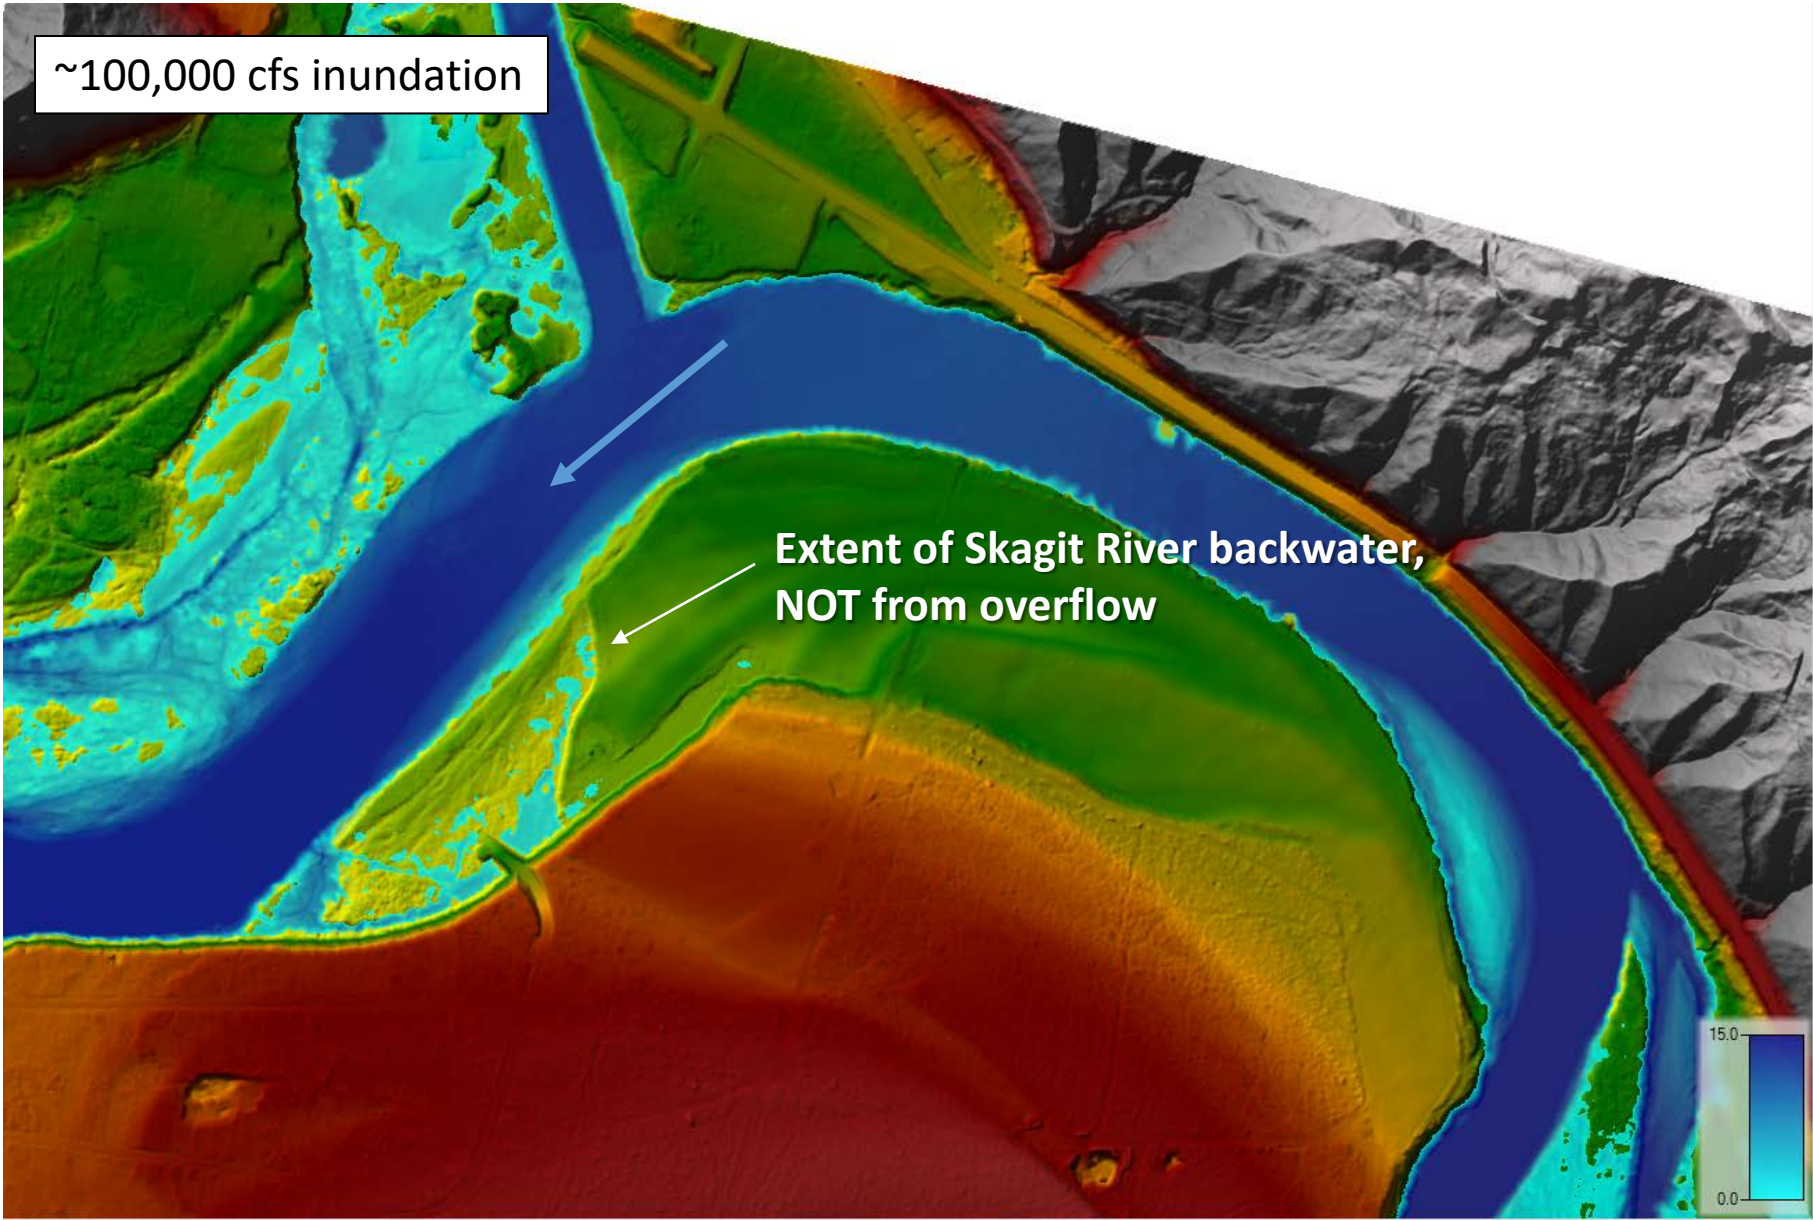 ~100,000 cfs inundation
Extent of Skagit River backwater,
NOT from overflow
15.0
0.0